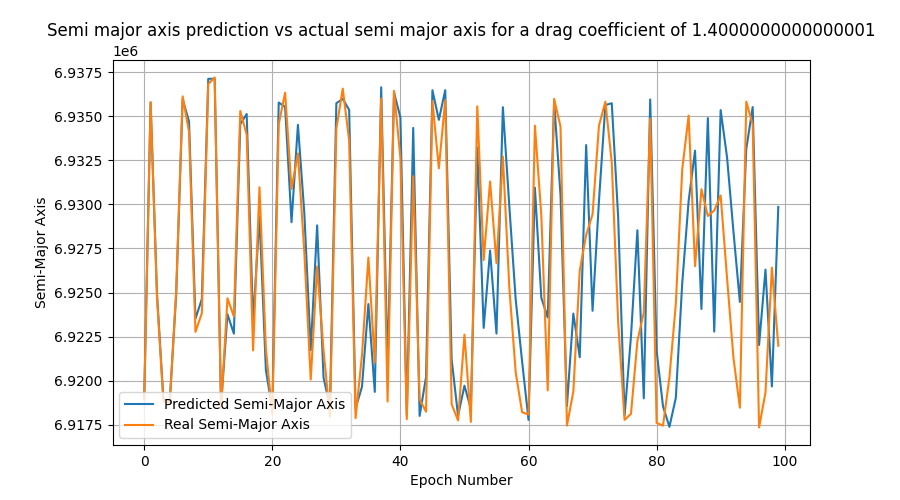 Semi major axis prediction vs actual semi major axis for a drag coefficient of 1.4000000000000001
1e6
6.9375
6.9350
6.9325
6.9300
6.9275
6.9250
6.9225
6.9200
6.9175
Semi-Major Axis
Predicted Semi-Major Axis
Real Semi-Major Axis
0 20 40 60 80 100
Epoch Number